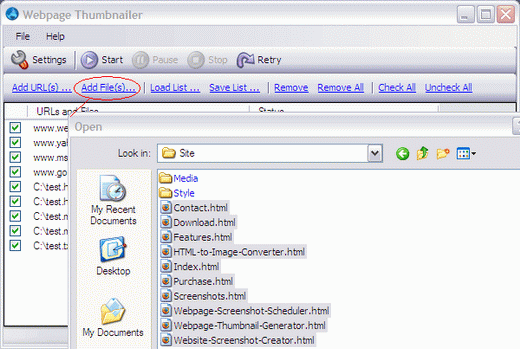 Webpage Thumbnailer
File Help
Settings Start Pause Stop Retry
Add URL(s) ... Add File(s)... Load List ... Save List ... Remove Remove All Check All Uncheck All
URLs and Files Status
www.we
www.yal
www.ms
www.go
C:\test.h
C:\test.h
C:\test.m
C:\test.m
C:\test.tx
Open
Look in: Site
My Recent Documents
Desktop
My Documents
Media
Style
Contact.html
Download.html
Features.html
HTML-to-Image-Converter.html
Index.html
Purchase.html
Screenshots.html
Webpage-Screenshot-Scheduler.html
Webpage-Thumbnail-Generator.html
Website-Screenshot-Creator.html